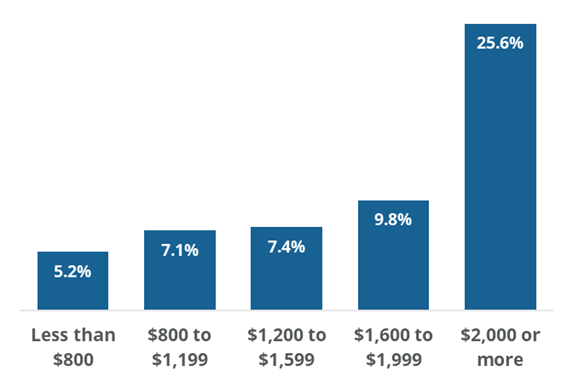 25.6%
9.8%
7.4%
7.1%
5.2%
Less than
$800
$800 to
$1,199
$1,200 to
$1,599
$1,600 to
$1,999
$2,000 or
more